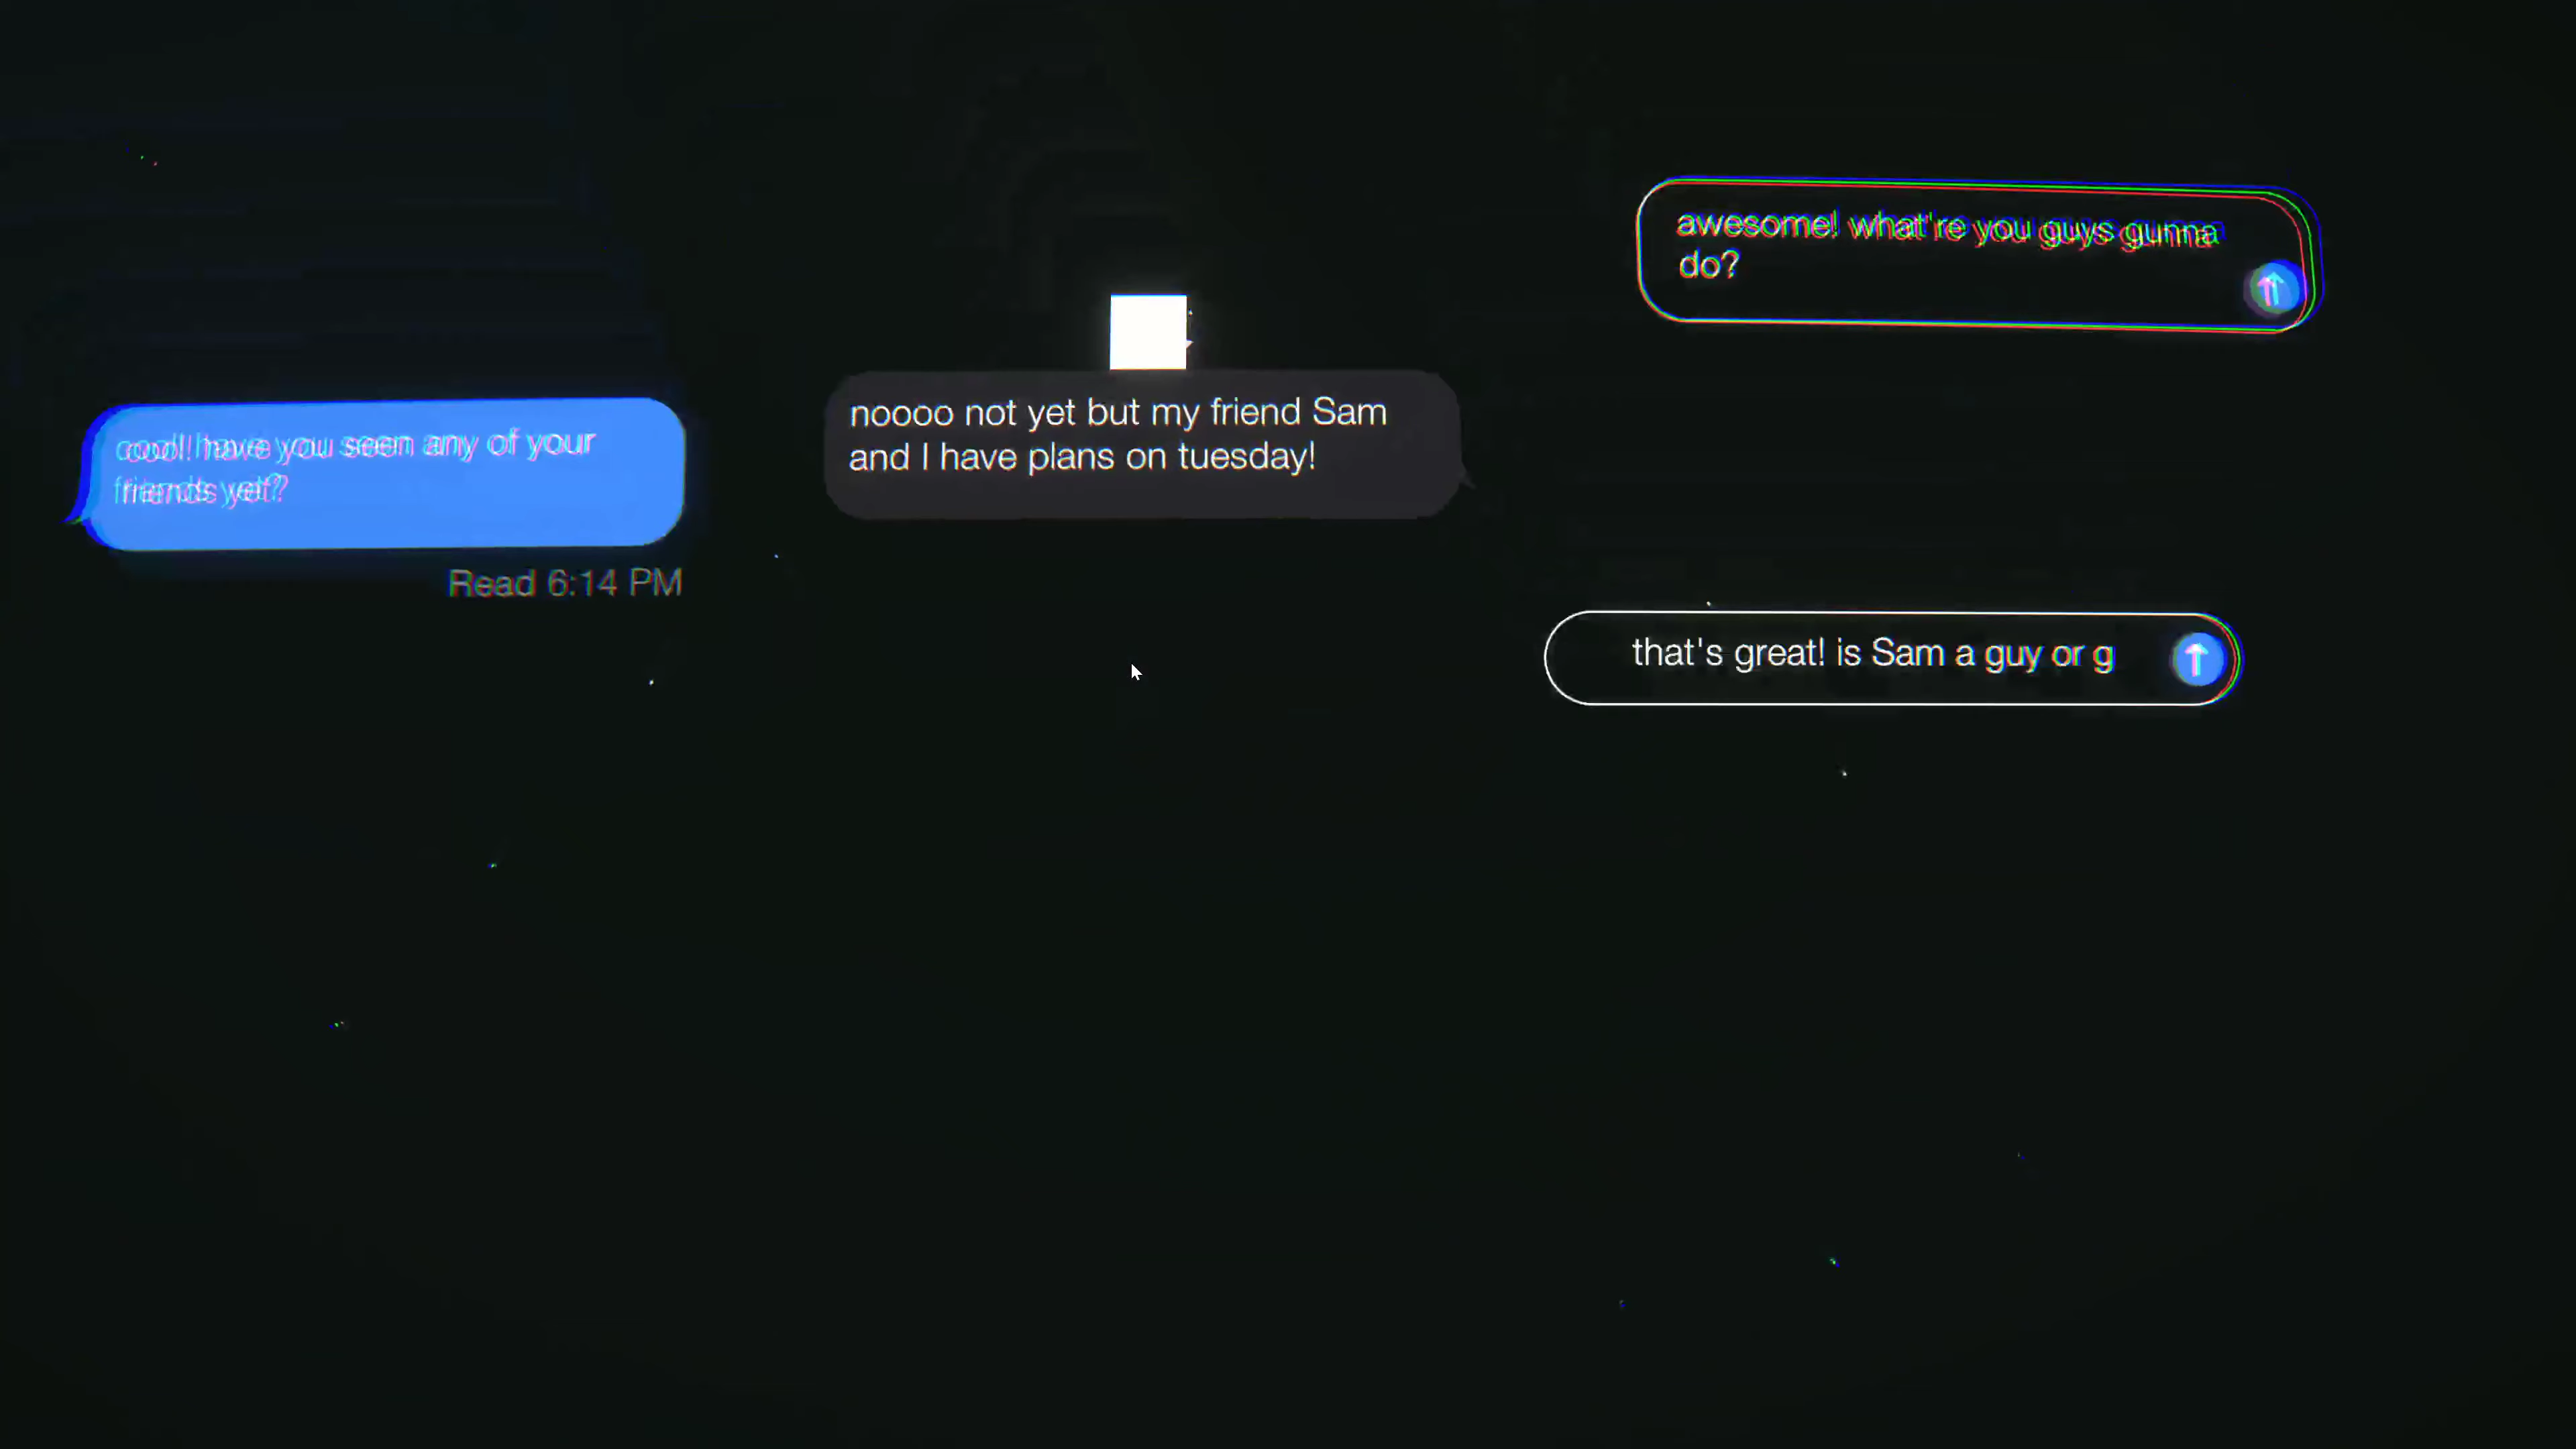 cool! have you seen any of your
friends yet?
Read 6:14 PM
noooo not yet but my friend Sam
and I have plans on tuesday!
awesome! what're you guys gunna
do?
that's great! is Sam a guy or g